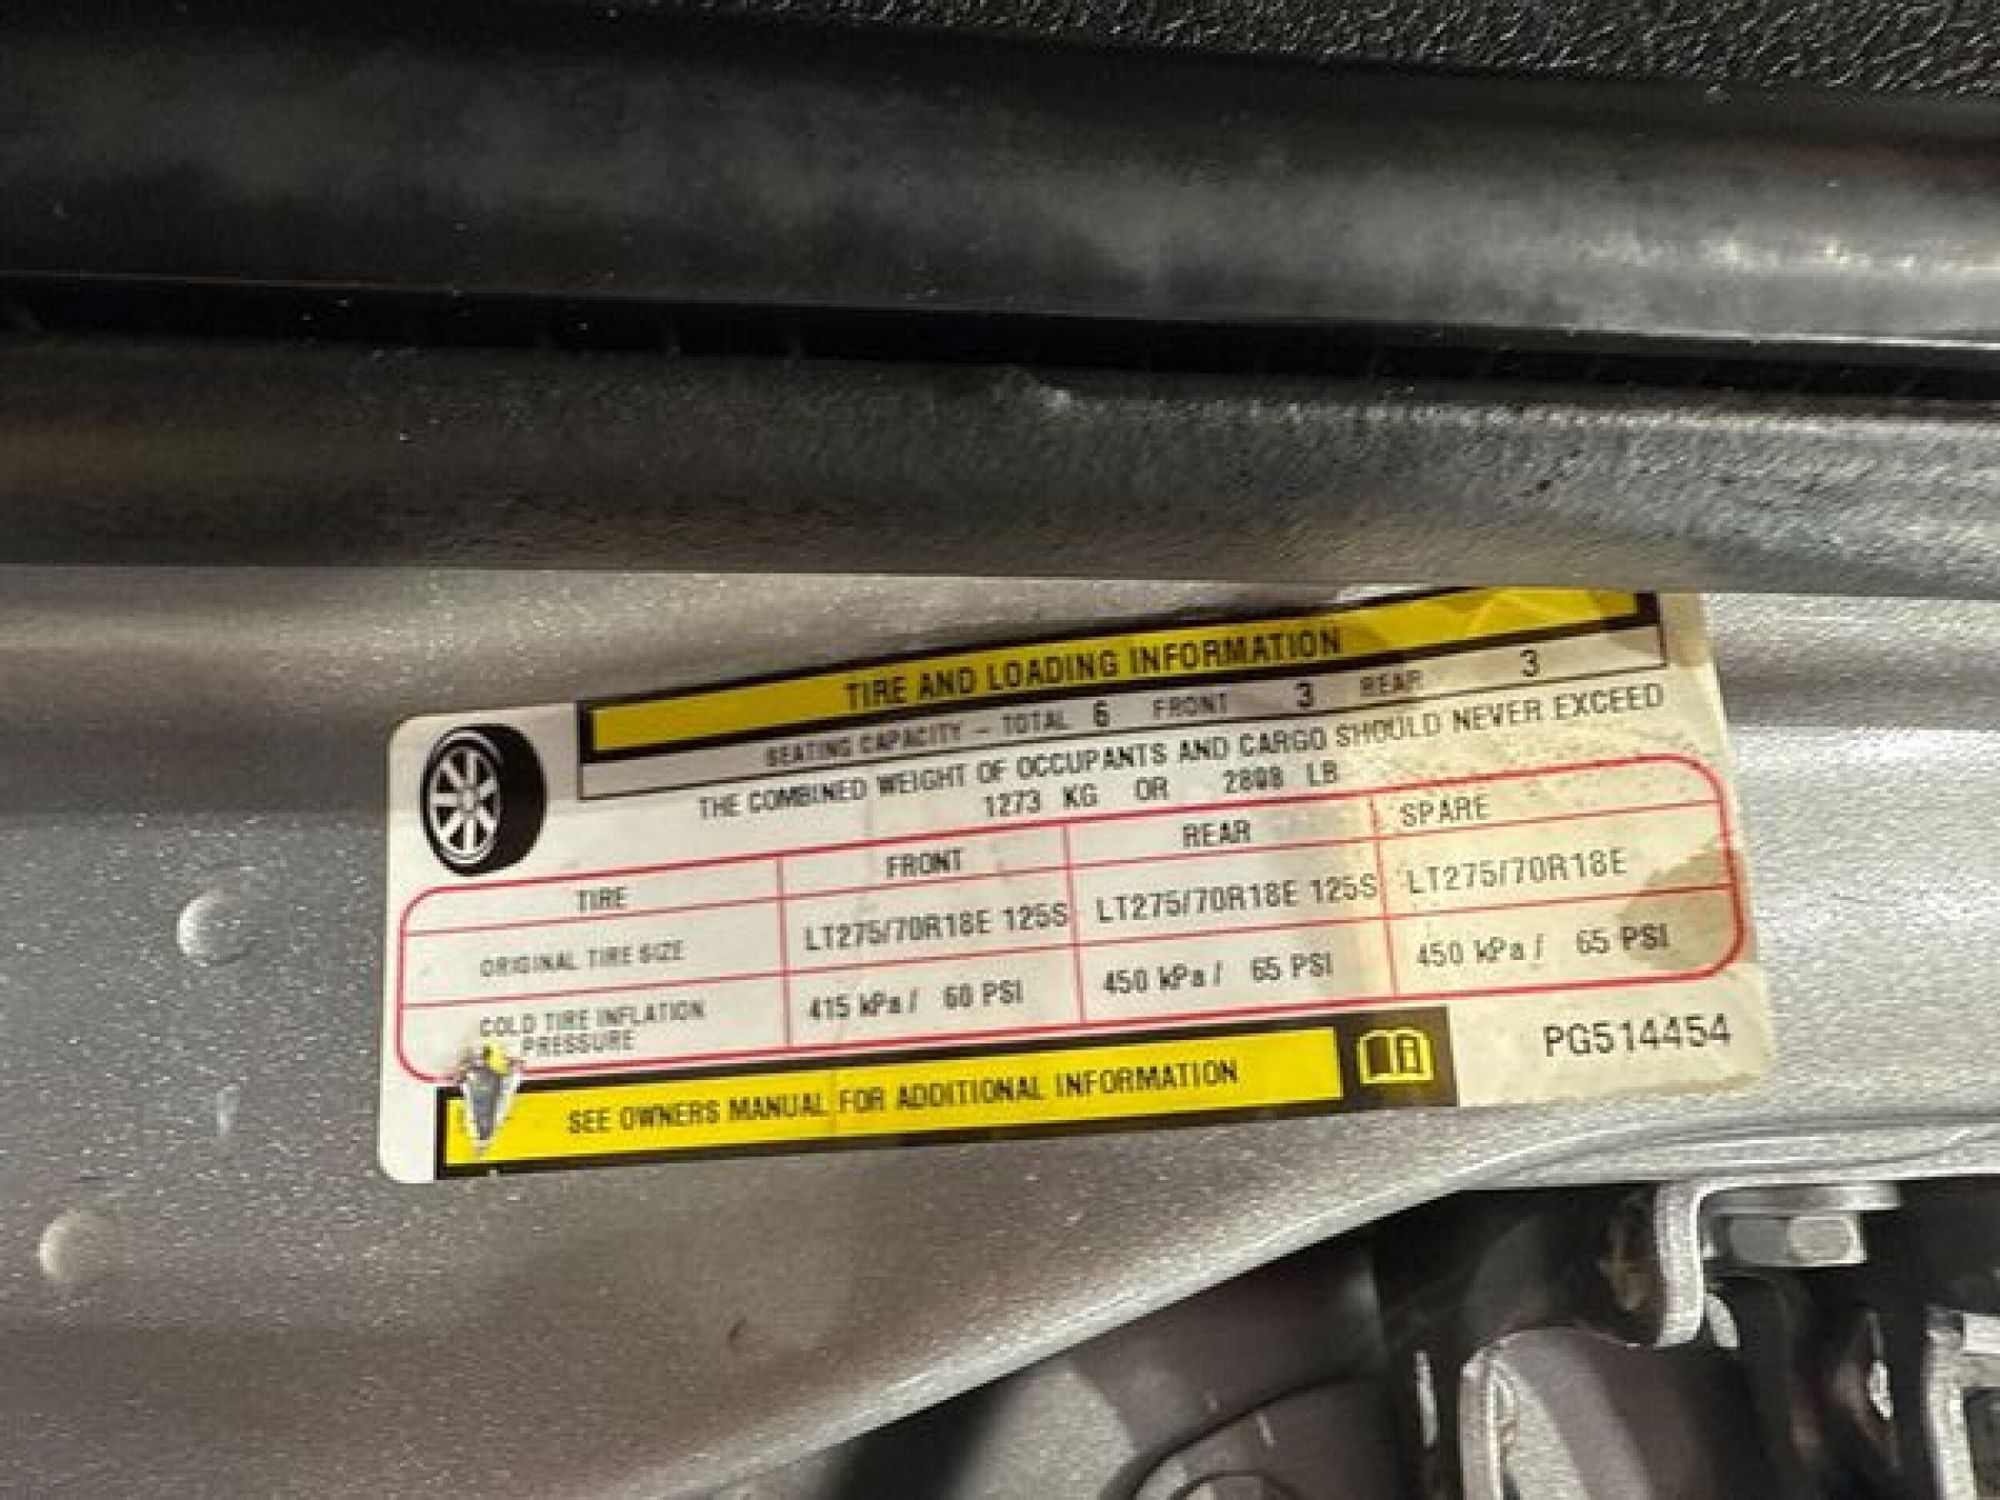 TIRE AND LOADING INFORMATION
SEATING CAPACITY – TOTAL 6 FRONT 3 REAR 3
THE COMBINED WEIGHT OF OCCUPANTS AND CARGO SHOULD NEVER EXCEED
1273 KG OR 2808 LB
TIRE FRONT REAR SPARE
ORIGINAL TIRE SIZE LT275/70R18E 125S LT275/70R18E 125S LT275/70R18E
COLD TIRE INFLATION PRESSURE 415 kPa / 60 PSI 450 kPa / 65 PSI 450 kPa / 65 PSI
SEE OWNERS MANUAL FOR ADDITIONAL INFORMATION
PG514454